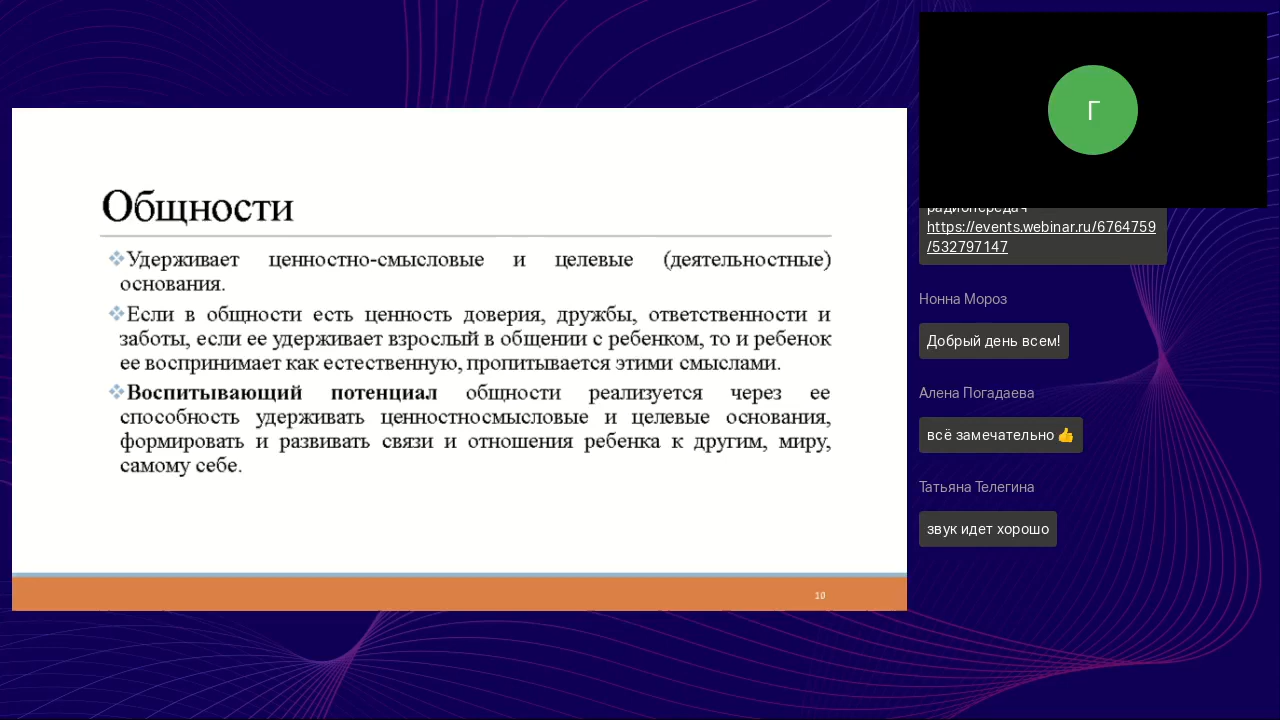 Общности
Удерживает ценностно-смысловые и целевые (деятельностные)
основания.
Если в общности есть ценность доверия, дружбы, ответственности и
заботы, если ее удерживает взрослый в общении с ребенком, то и ребенок
ее воспринимает как естественную, пропитывается этими смыслами.
Воспитывающий потенциал общности реализуется через ее
способность удерживать ценностносмысловые и целевые основания,
формировать и развивать связи и отношения ребенка к другим, миру,
самому себе.
10
Г
радиопередач
https://events.webinar.ru/6764759
/532797147
Нонна Мороз
Добрый день всем!
Алена Погадаева
всё замечательно 👍
Татьяна Телегина
звук идет хорошо